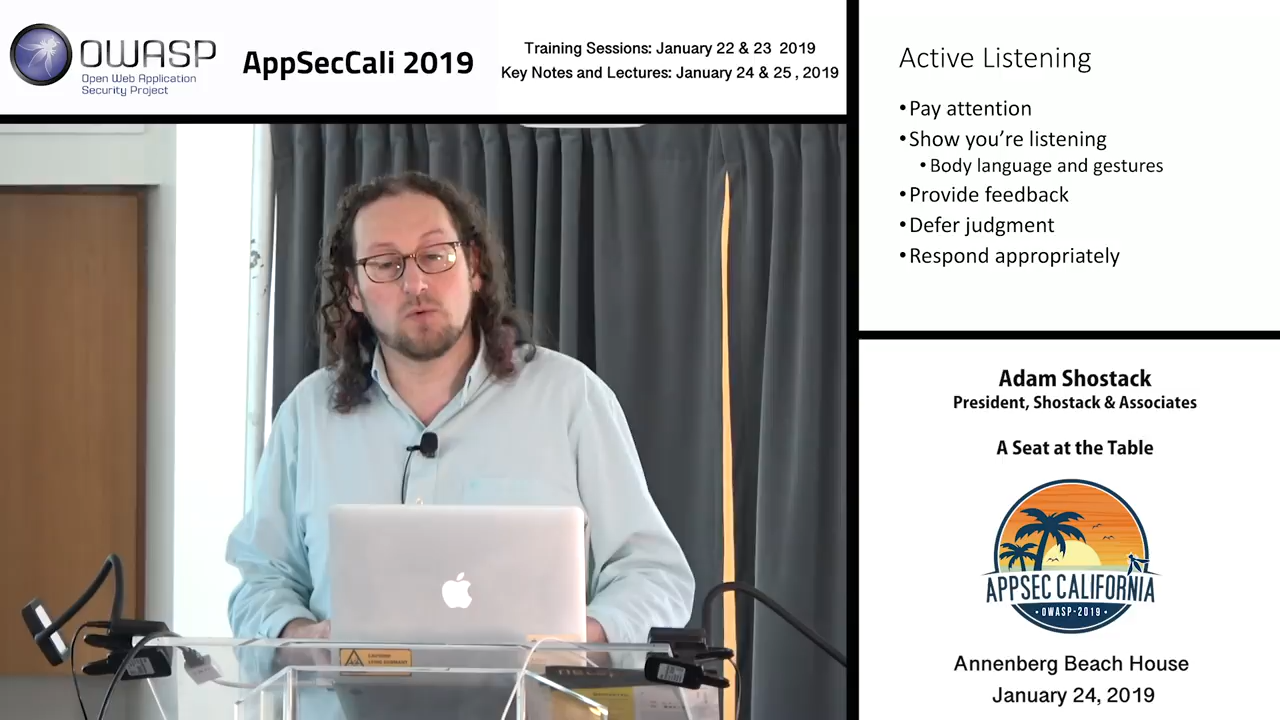 OWASP
Open Web Application
Security Project
AppSecCali 2019
Training Sessions: January 22 & 23 2019
Key Notes and Lectures: January 24 & 25 , 2019
Active Listening
•Pay attention
•Show you’re listening
•Body language and gestures
•Provide feedback
•Defer judgment
•Respond appropriately
Adam Shostack
President, Shostack & Associates
A Seat at the Table
APPSEC CALIFORNIA
• OWASP-2019 •
Annenberg Beach House
January 24, 2019